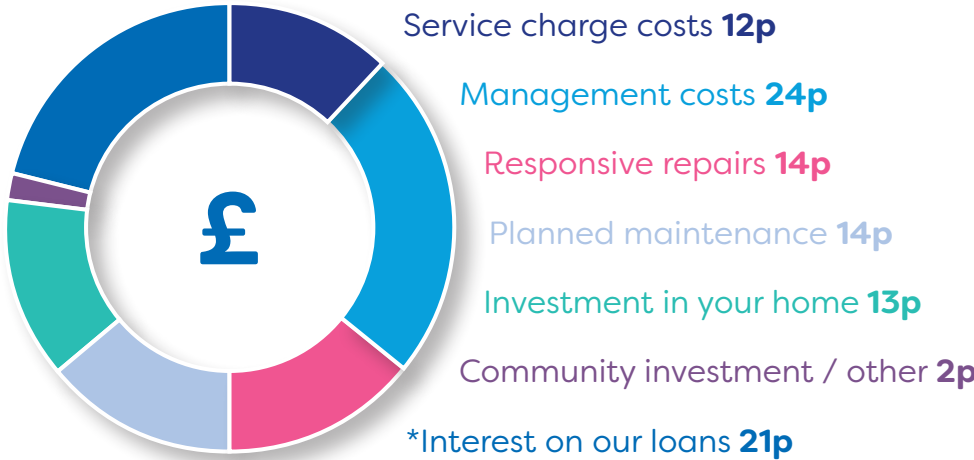 Service charge costs 12p
Management costs 24p
Responsive repairs 14p
£
Planned maintenance 14p
Investment in your home 13p
Community investment / other 2p
*Interest on our loans 21p